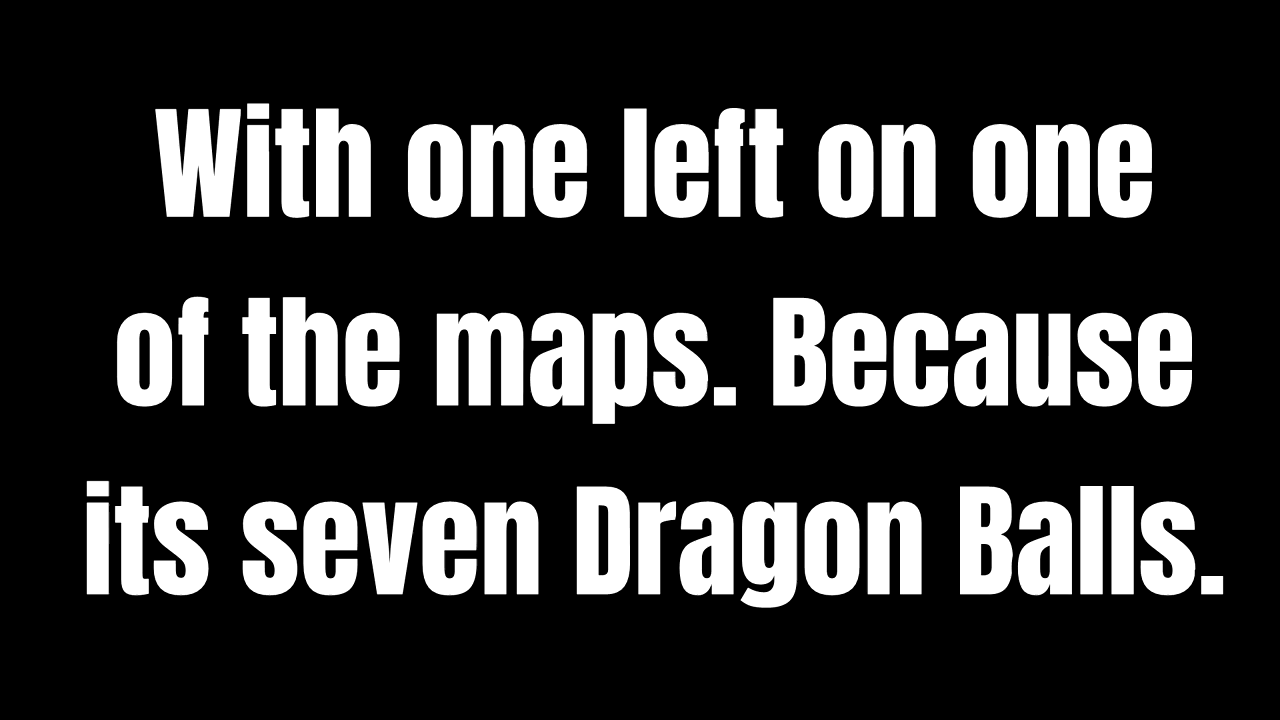 With one left on one
of the maps. Because
its seven Dragon Balls.